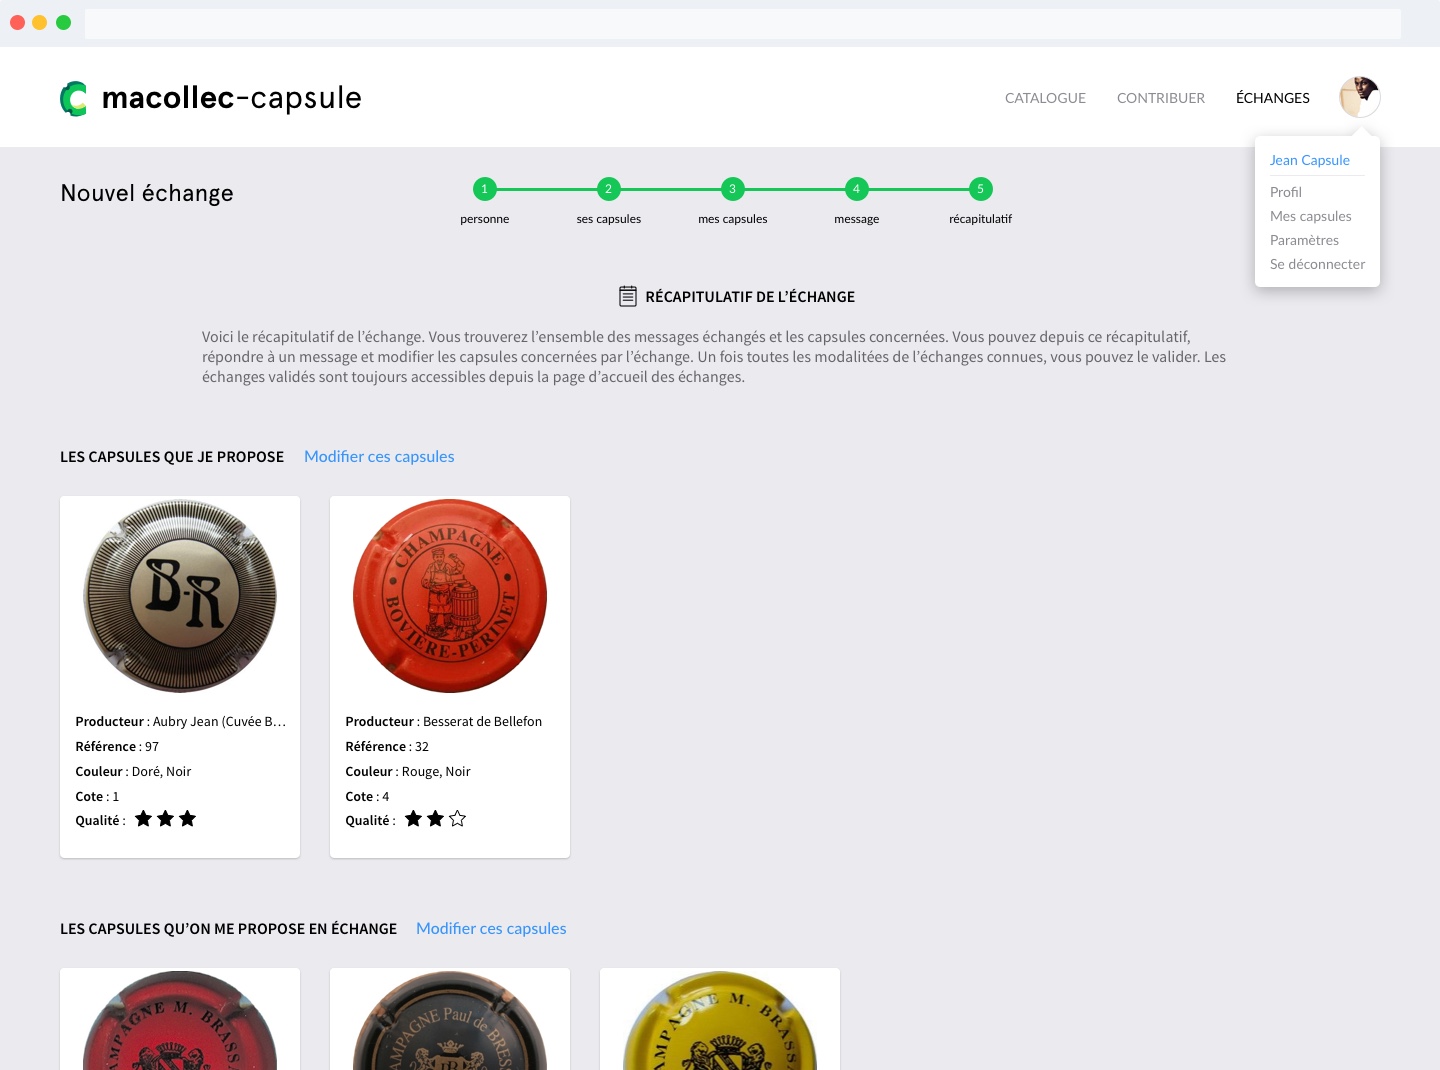 macollec-capsule
CATALOGUE
CONTRIBUER
ÉCHANGES
Jean Capsule
Profil
Mes capsules
Paramètres
Se déconnecter
Nouvel échange
1
2
3
4
5
personne
ses capsules
mes capsules
message
récapitulatif
RÉCAPITULATIF DE L’ÉCHANGE
Voici le récapitulatif de l’échange. Vous trouverez l’ensemble des messages échangés et les capsules concernées. Vous pouvez depuis ce récapitulatif,
répondre à un message et modifier les capsules concernées par l’échange. Un fois toutes les modalitées de l’échanges connues, vous pouvez le valider. Les
échanges validés sont toujours accessibles depuis la page d’accueil des échanges.
LES CAPSULES QUE JE PROPOSE
Modifier ces capsules
B-R
Producteur : Aubry Jean (Cuvée B…
Référence : 97
Couleur : Doré, Noir
Cote : 1
Qualité :
CHAMPAGNE
BOVIÈRE-PÉRINET
Producteur : Besserat de Bellefon
Référence : 32
Couleur : Rouge, Noir
Cote : 4
Qualité :
LES CAPSULES QU’ON ME PROPOSE EN ÉCHANGE
Modifier ces capsules
AMPAGNE M. BRASSA
AMPAGNE Paul de BRESS
AMPAGNE M. BRASSA